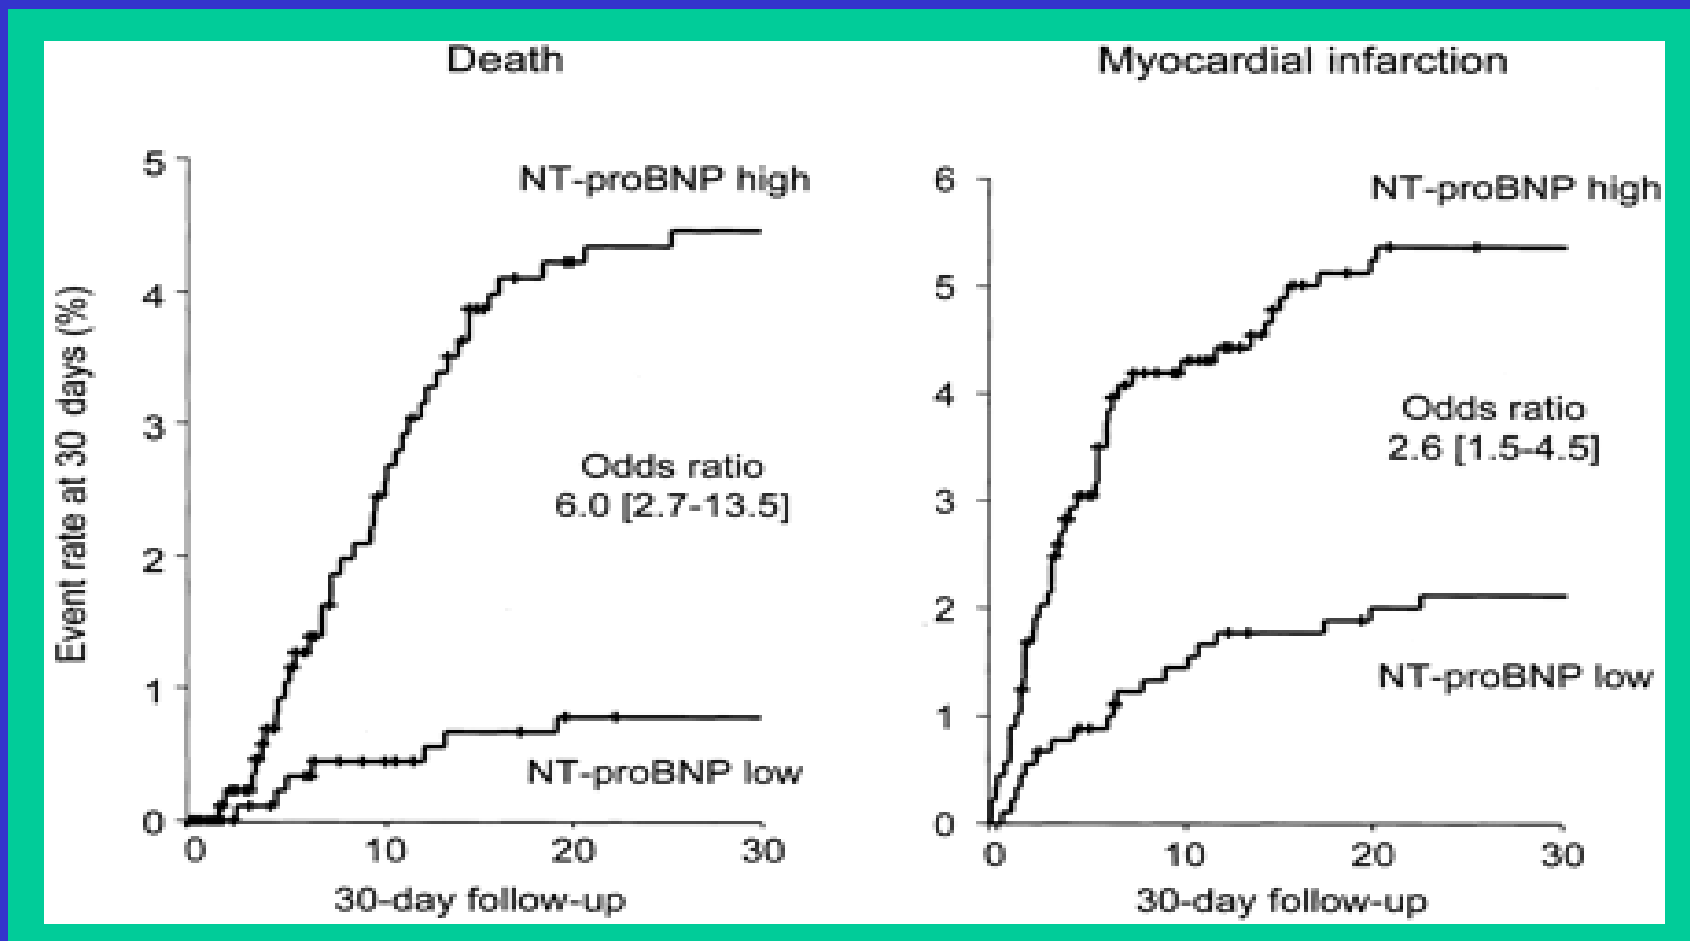 Death
Event rate at 30 days (%)
5
4
3
2
1
0
NT-proBNP high
Odds ratio
6.0 [2.7-13.5]
NT-proBNP low
0 10 20 30
30-day follow-up
Myocardial infarction
6
5
4
3
2
1
0
NT-proBNP high
Odds ratio
2.6 [1.5-4.5]
NT-proBNP low
0 10 20 30
30-day follow-up